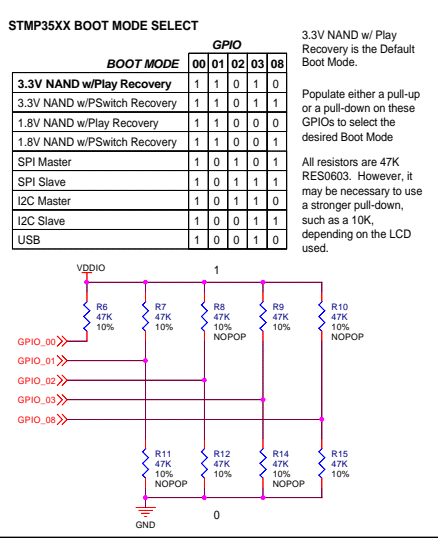 STMP35XX BOOT MODE SELECT
GPIO
BOOT MODE 00 01 02 03 08
3.3V NAND w/Play Recovery 1 1 0 1 0
3.3V NAND w/PSwitch Recovery 1 1 0 1 1
1.8V NAND w/Play Recovery 1 1 0 0 0
1.8V NAND w/PSwitch Recovery 1 1 0 0 1
SPI Master 1 0 1 0 1
SPI Slave 1 0 1 1 1
I2C Master 1 0 1 1 0
I2C Slave 1 0 0 1 1
USB 1 0 0 1 0
3.3V NAND w/ Play
Recovery is the Default
Boot Mode.
Populate either a pull-up
or a pull-down on these
GPIOs to select the
desired Boot Mode
All resistors are 47K
RES0603. However, it
may be necessary to use
a stronger pull-down,
such as a 10K,
depending on the LCD
used.
VDDIO
1
R6
47K
10%
R7
47K
10%
R8
47K
10%
NOPOP
R9
47K
10%
R10
47K
10%
NOPOP
GPIO_00
GPIO_01
GPIO_02
GPIO_03
GPIO_08
R11
47K
10%
NOPOP
R12
47K
10%
R14
47K
10%
NOPOP
R15
47K
10%
GND
0